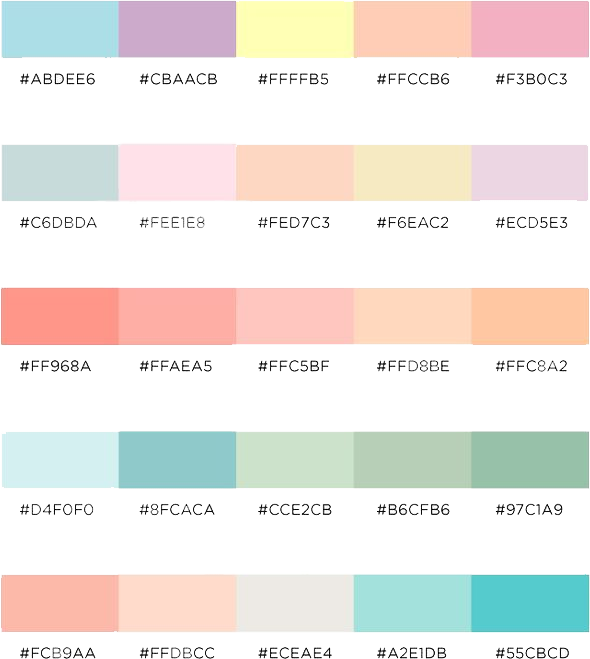 #ABDEE6 #CBAACB #FFFFB5 #FFCCB6 #F3B0C3
#C6DBDA #FEE1E8 #FED7C3 #F6EAC2 #ECD5E3
#FF968A #FFAEA5 #FFC5BF #FFD8BE #FFC8A2
#D4F0F0 #8FCACA #CCE2CB #B6CFB6 #97C1A9
#FCB9AA #FFDBCC #ECEAE4 #A2E1DB #55CBCD